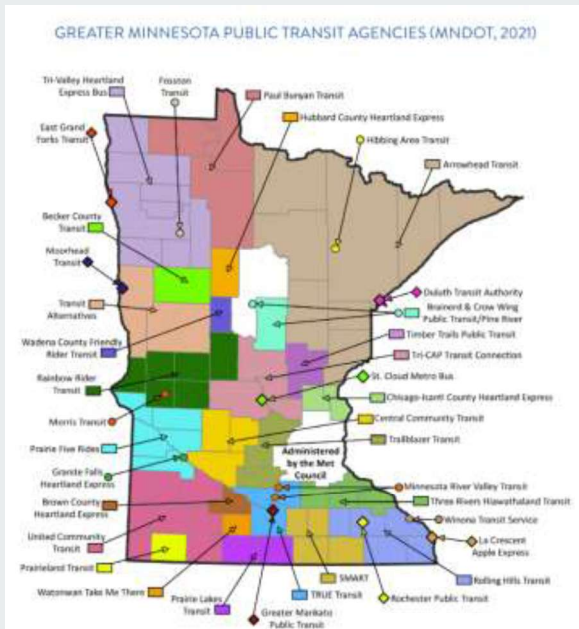 GREATER MINNESOTA PUBLIC TRANSIT AGENCIES (MNDOT, 2021)
Tri-Valley Heartland
Express Bus
Fosston
Transit
Paul Bunyan Transit
Hubbard County Heartland Express
East Grand
Forks Transit
Hibbing Area Transit
Arrowhead Transit
Becker County
Transit
Moorhead
Transit
Duluth Transit Authority
Transit
Alternatives
Brainerd & Crow Wing
Public Transit/Pine River
Wadena County Friendly
Rider Transit
Timber Trails Public Transit
Tri-CAP Transit Connection
Rainbow Rider
Transit
St. Cloud Metro Bus
Chicago-Isanti County Heartland Express
Morris Transit
Central Community Transit
Prairie Five Rides
Trailblazer Transit
Administered
by the Met
Council
Granite Falls
Heartland Express
Minnesota River Valley Transit
Brown County
Heartland Express
Three Rivers Hiawathaland Transit
United Community
Transit
Winona Transit Service
La Crescent
Apple Express
Prairieland Transit
SMART
Rolling Hills Transit
Watonwan Take Me There
Prairie Lakes
Transit
TRUE Transit
Rochester Public Transit
Greater Mankato
Public Transit